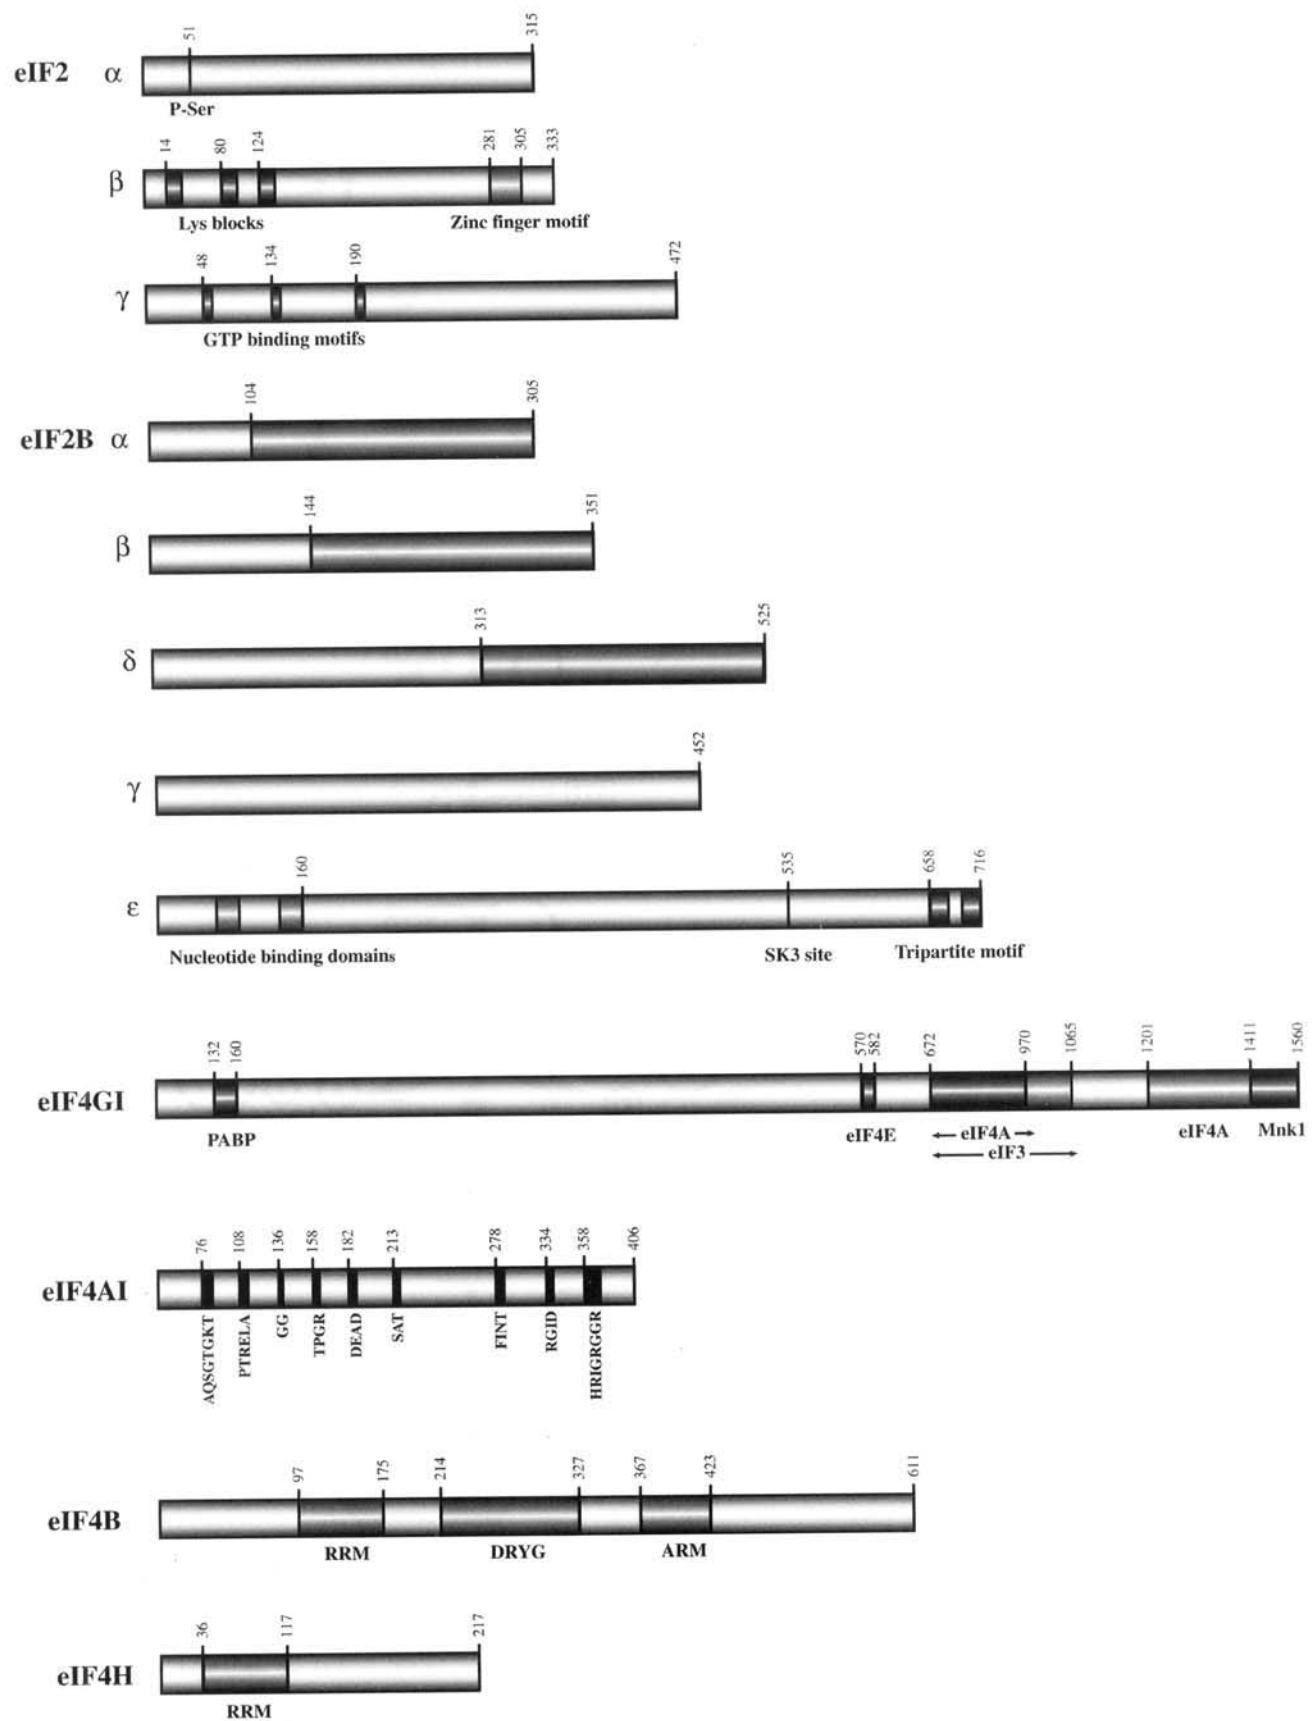 51 315
eIF2 α
P-Ser
14 80 124 281 305 333
β
Lys blocks Zinc finger motif
48 134 190 472
γ
GTP binding motifs
104 305
eIF2B α
144 351
β
313 525
δ
452
γ
160 535 658 716
ε
Nucleotide binding domains SK3 site Tripartite motif
132 160 570 582 672 970 1065 1201 1411 1560
eIF4GI
PABP eIF4E eIF4A eIF4A Mnk1
eIF3
76 108 136 158 182 213 278 334 358 406
eIF4AI
AQSGTGKT PTRELA GG TPGR DEAD SAT FINT RGID HRIGRGGR
97 175 214 327 367 423 611
eIF4B
RRM DRYG ARM
36 117 217
eIF4H
RRM